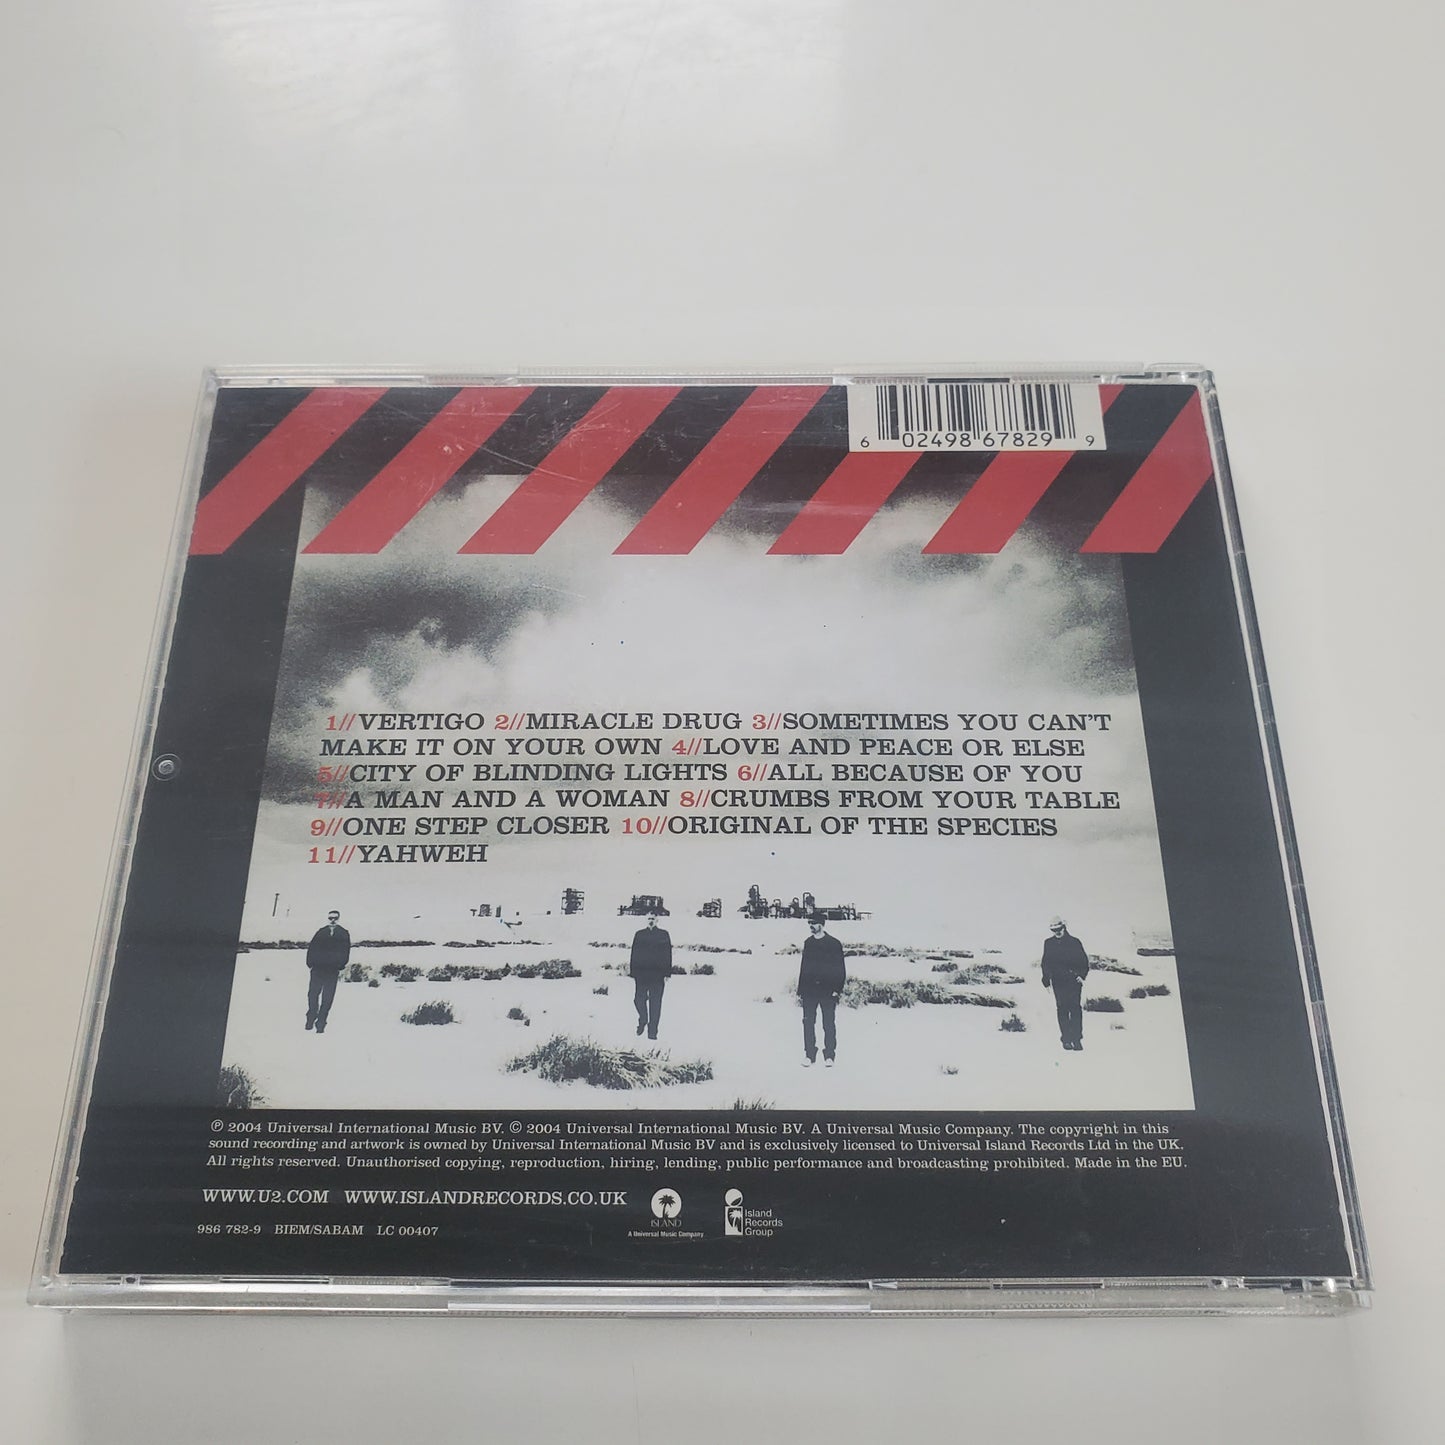 6 02498 67829 9
1//VERTIGO 2//MIRACLE DRUG 3//SOMETIMES YOU CAN'T
MAKE IT ON YOUR OWN 4//LOVE AND PEACE OR ELSE
5//CITY OF BLINDING LIGHTS 6//ALL BECAUSE OF YOU
7//A MAN AND A WOMAN 8//CRUMBS FROM YOUR TABLE
9//ONE STEP CLOSER 10//ORIGINAL OF THE SPECIES
11//YAHWEH
℗ 2004 Universal International Music BV. © 2004 Universal International Music BV. A Universal Music Company. The copyright in this
sound recording and artwork is owned by Universal International Music BV and is exclusively licensed to Universal Island Records Ltd in the UK.
All rights reserved. Unauthorised copying, reproduction, hiring, lending, public performance and broadcasting prohibited. Made in the EU.
WWW.U2.COM WWW.ISLANDRECORDS.CO.UK
ISLAND
A Universal Music Company
Island
Records
Group
986 782-9 BIEM/SABAM LC 00407